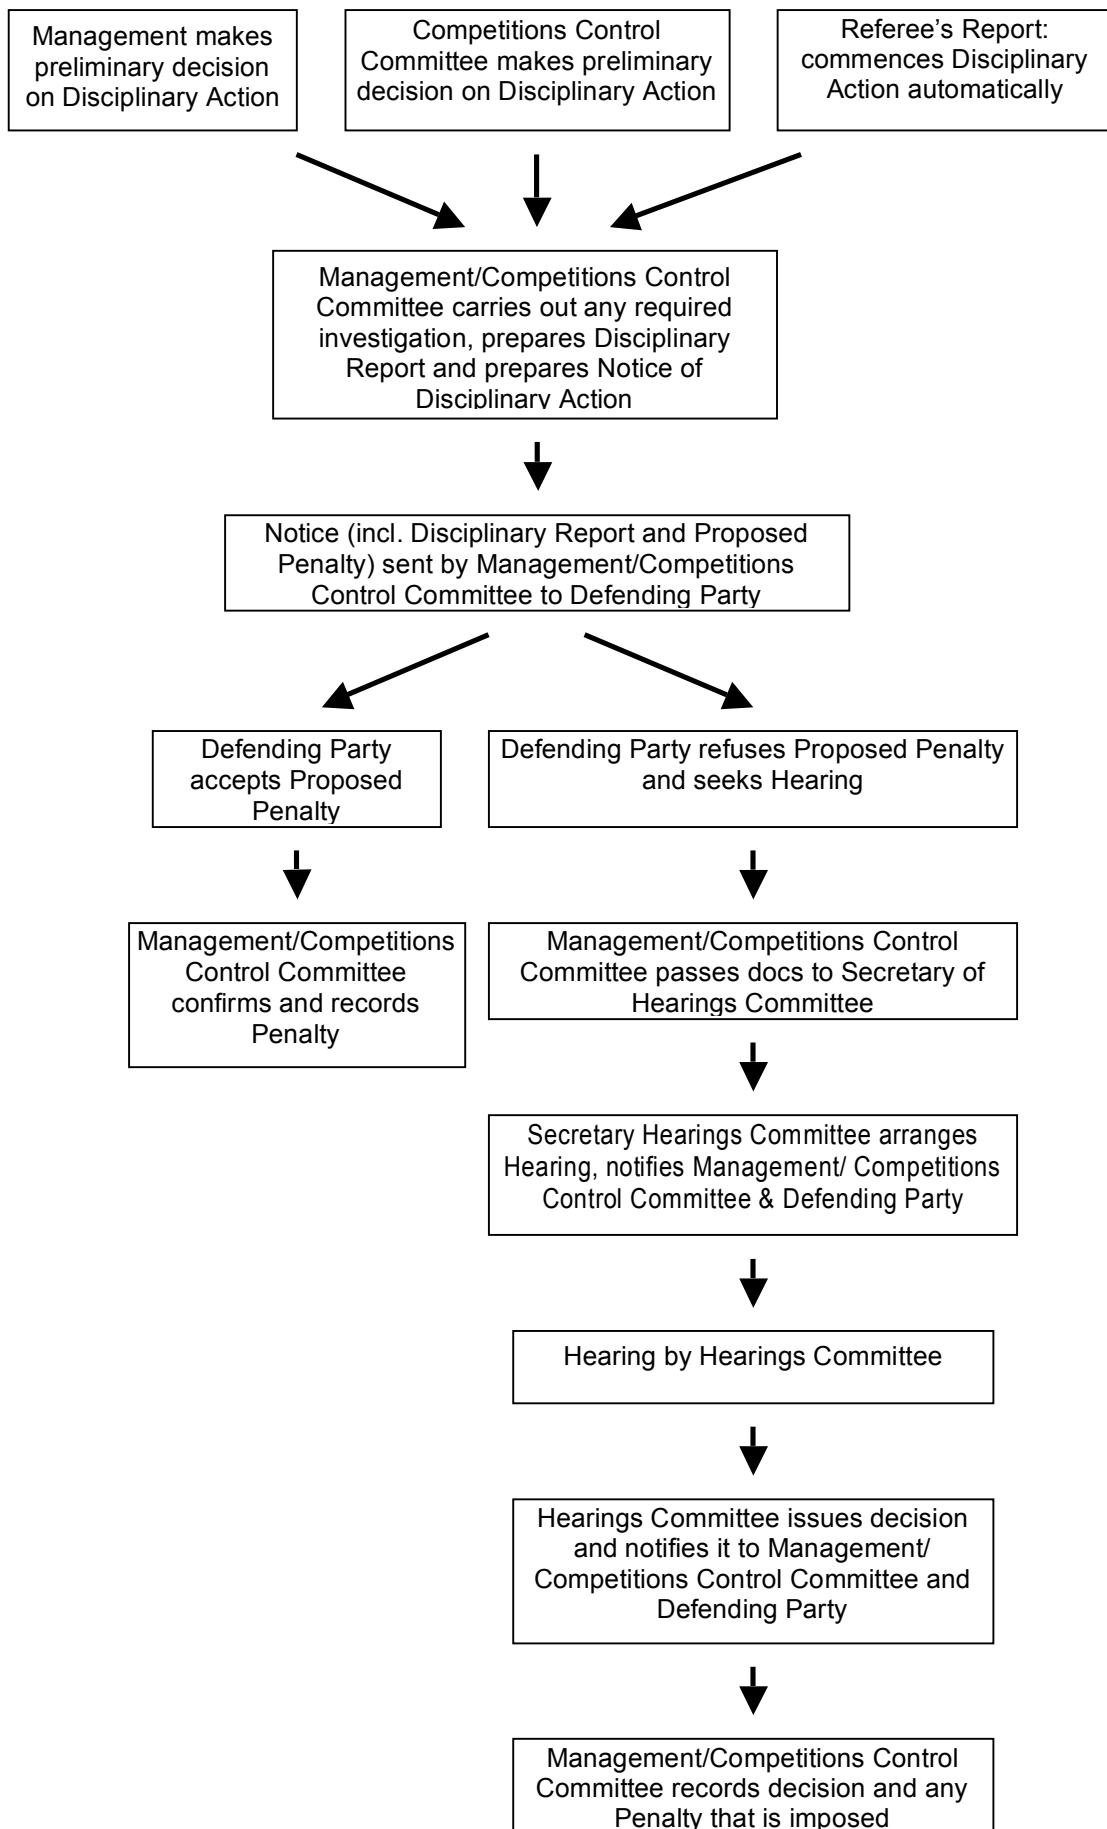 Management makes
preliminary decision
on Disciplinary Action
Competitions Control
Committee makes preliminary
decision on Disciplinary Action
Referee’s Report:
commences Disciplinary
Action automatically
Management/Competitions Control
Committee carries out any required
investigation, prepares Disciplinary
Report and prepares Notice of
Disciplinary Action
Notice (incl. Disciplinary Report and Proposed
Penalty) sent by Management/Competitions
Control Committee to Defending Party
Defending Party
accepts Proposed
Penalty
Defending Party refuses Proposed Penalty
and seeks Hearing
Management/Competitions
Control Committee
confirms and records
Penalty
Management/Competitions Control
Committee passes docs to Secretary of
Hearings Committee
Secretary Hearings Committee arranges
Hearing, notifies Management/ Competitions
Control Committee & Defending Party
Hearing by Hearings Committee
Hearings Committee issues decision
and notifies it to Management/
Competitions Control Committee and
Defending Party
Management/Competitions Control
Committee records decision and any
Penalty that is imposed